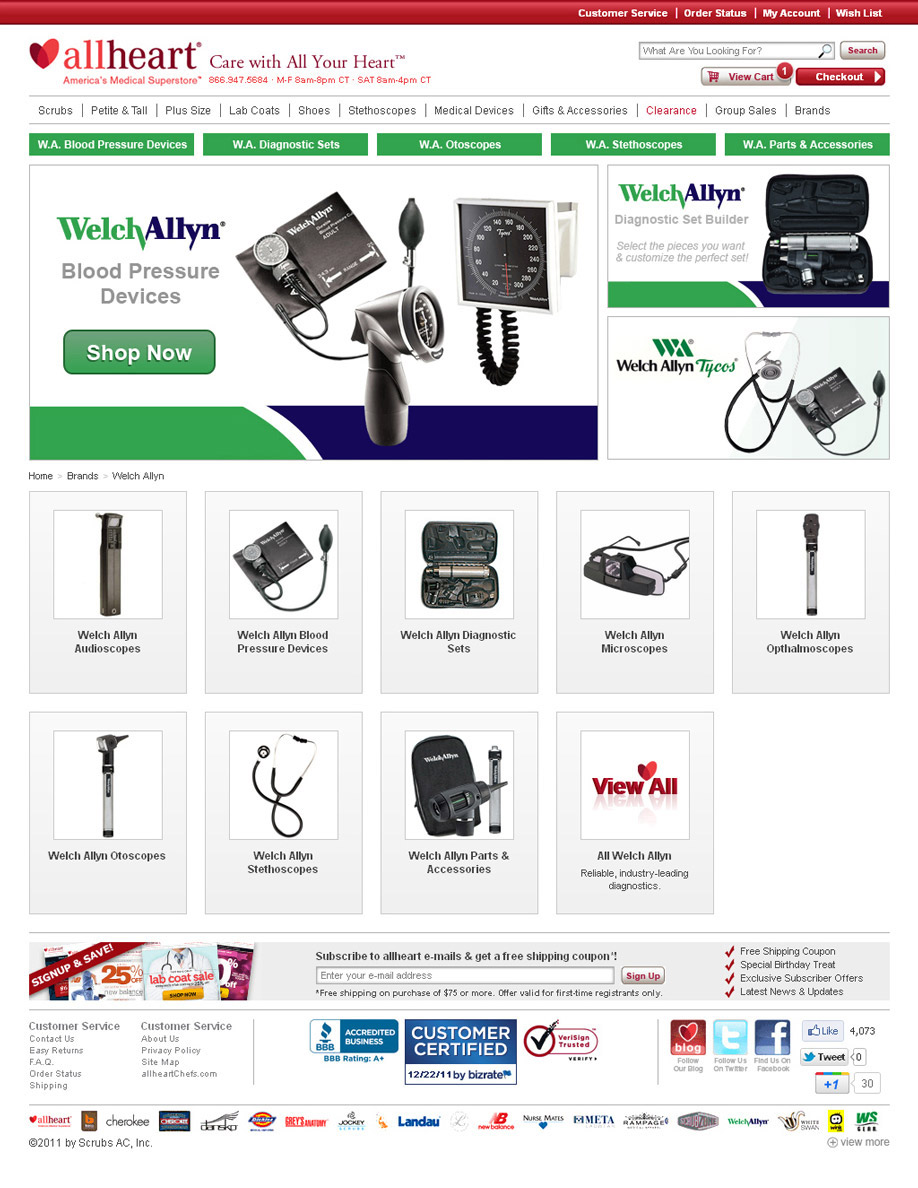 Customer Service | Order Status | My Account | Wish List
allheart® Care with All Your Heart™
America's Medical Superstore™ 866.947.5684 · M-F 8am-8pm CT · SAT 8am-4pm CT
What Are You Looking For? Search
View Cart 1 Checkout
Scrubs | Petite & Tall | Plus Size | Lab Coats | Shoes | Stethoscopes | Medical Devices | Gifts & Accessories | Clearance | Group Sales | Brands
W.A. Blood Pressure Devices W.A. Diagnostic Sets W.A. Otoscopes W.A. Stethoscopes W.A. Parts & Accessories
WelchAllyn®
Blood Pressure
Devices
Shop Now
WelchAllyn
ADULT
RANGE
Tycos
WelchAllyn®
Diagnostic Set Builder
Select the pieces you want
& customize the perfect set!
WA®
Welch Allyn Tycos®
Home > Brands > Welch Allyn
Welch Allyn
Audioscopes
Welch Allyn Blood
Pressure Devices
Welch Allyn Diagnostic
Sets
Welch Allyn
Microscopes
Welch Allyn
Opthalmoscopes
Welch Allyn Otoscopes
Welch Allyn
Stethoscopes
WelchAllyn
Welch Allyn Parts &
Accessories
View All
All Welch Allyn
Reliable, industry-leading
diagnostics.
SIGNUP & SAVE!
25%
new balance
lab coat sale
SHOP NOW
Subscribe to allheart e-mails & get a free shipping coupon*!
Enter your e-mail address Sign Up
*Free shipping on purchase of $75 or more. Offer valid for first-time registrants only.
Free Shipping Coupon
Special Birthday Treat
Exclusive Subscriber Offers
Latest News & Updates
Customer Service
Contact Us
Easy Returns
F.A.Q.
Order Status
Shipping
Customer Service
About Us
Privacy Policy
Site Map
allheartChefs.com
BBB ACCREDITED
BUSINESS
BBB Rating: A+
CUSTOMER
CERTIFIED
12/22/11 by bizrate
VeriSign
Trusted
VERIFY
blog
Follow
Our Blog
Follow Us
On Twitter
Find Us On
Facebook
Like 4,073
Tweet 0
+1 30
allheart cherokee dansko Dickies GREY'S ANATOMY JOCKEY SCRUBS Landau new balance NURSE MATES META RAMPAGE WelchAllyn WHITE SWAN wink WS GEAR
©2011 by Scrubs AC, Inc.
view more